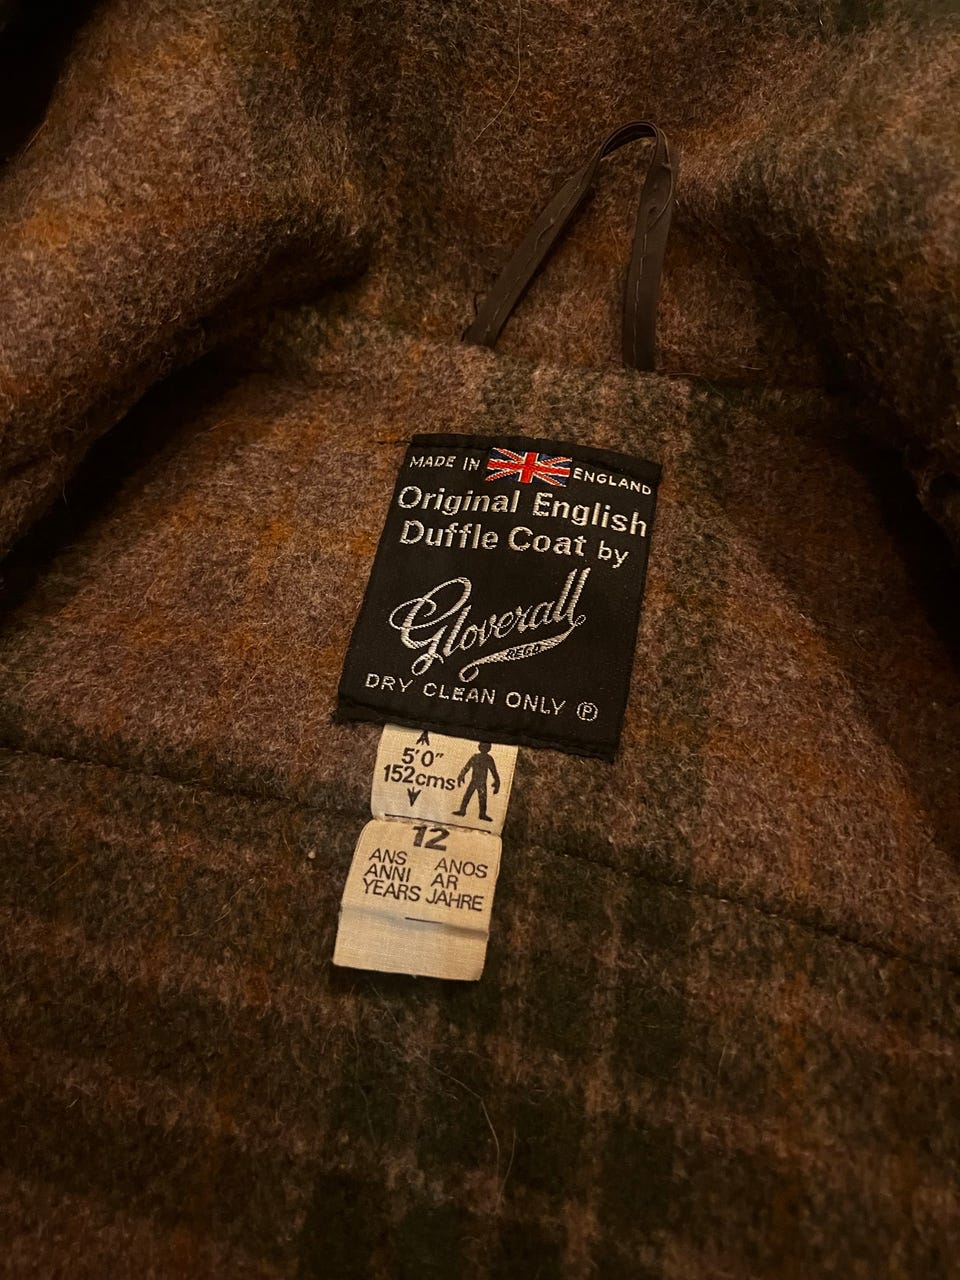 MADE IN ENGLAND
Original English
Duffle Coat by
Gloverall
REGD
DRY CLEAN ONLY Ⓟ
5'0"
152cms
12
ANS ANOS
ANNI AR
YEARS JAHRE